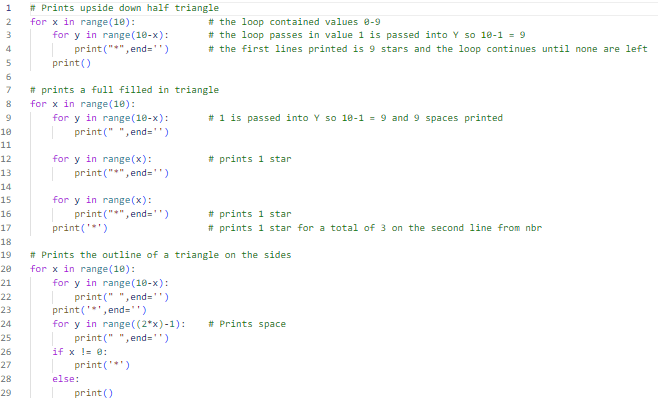 1 # Prints upside down half triangle
2 for x in range(10): # the loop contained values 0-9
3 for y in range(10-x): # the loop passes in value 1 is passed into Y so 10-1 = 9
4 print("*",end='') # the first lines printed is 9 stars and the loop continues until none are left
5 print()
6
7 # prints a full filled in triangle
8 for x in range(10):
9 for y in range(10-x): # 1 is passed into Y so 10-1 = 9 and 9 spaces printed
10 print(" ",end='')
11
12 for y in range(x): # prints 1 star
13 print("*",end='')
14
15 for y in range(x):
16 print("*",end='') # prints 1 star
17 print('*') # prints 1 star for a total of 3 on the second line from nbr
18
19 # Prints the outline of a triangle on the sides
20 for x in range(10):
21 for y in range(10-x):
22 print(" ",end='')
23 print('*',end='')
24 for y in range((2*x)-1): # Prints space
25 print(" ",end='')
26 if x != 0:
27 print('*')
28 else:
29 print()